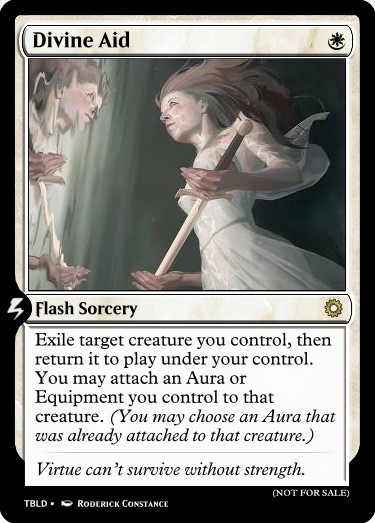 Divine Aid
Flash Sorcery
Exile target creature you control, then
return it to play under your control.
You may attach an Aura or
Equipment you control to that
creature. (You may choose an Aura that
was already attached to that creature.)
Virtue can't survive without strength.
(NOT FOR SALE)
TBLD • Roderick Constance